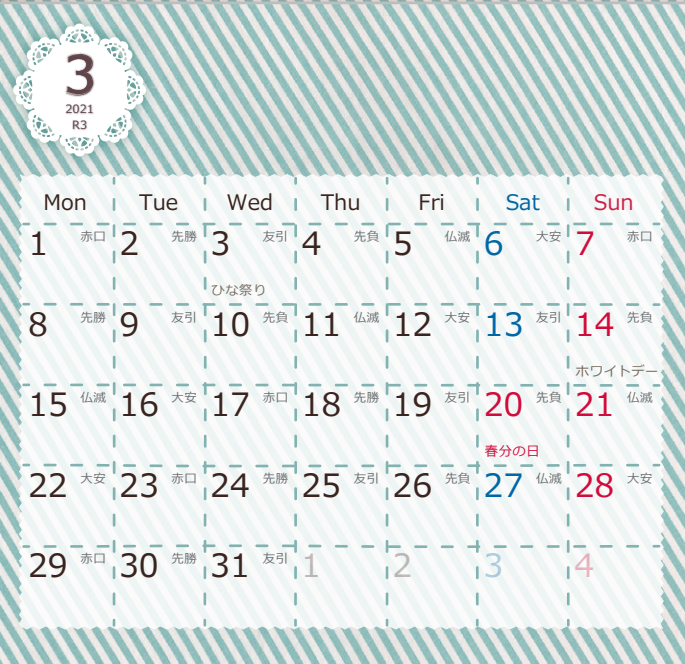 3
2021
R3
Mon Tue Wed Thu Fri Sat Sun
1 赤口 2 先勝 3 友引 4 先負 5 仏滅 6 大安 7 赤口
ひな祭り
8 先勝 9 友引 10 先負 11 仏滅 12 大安 13 友引 14 先負
ホワイトデー
15 仏滅 16 大安 17 赤口 18 先勝 19 友引 20 先負 21 仏滅
春分の日
22 大安 23 赤口 24 先勝 25 友引 26 先負 27 仏滅 28 大安
29 赤口 30 先勝 31 友引 1 2 3 4